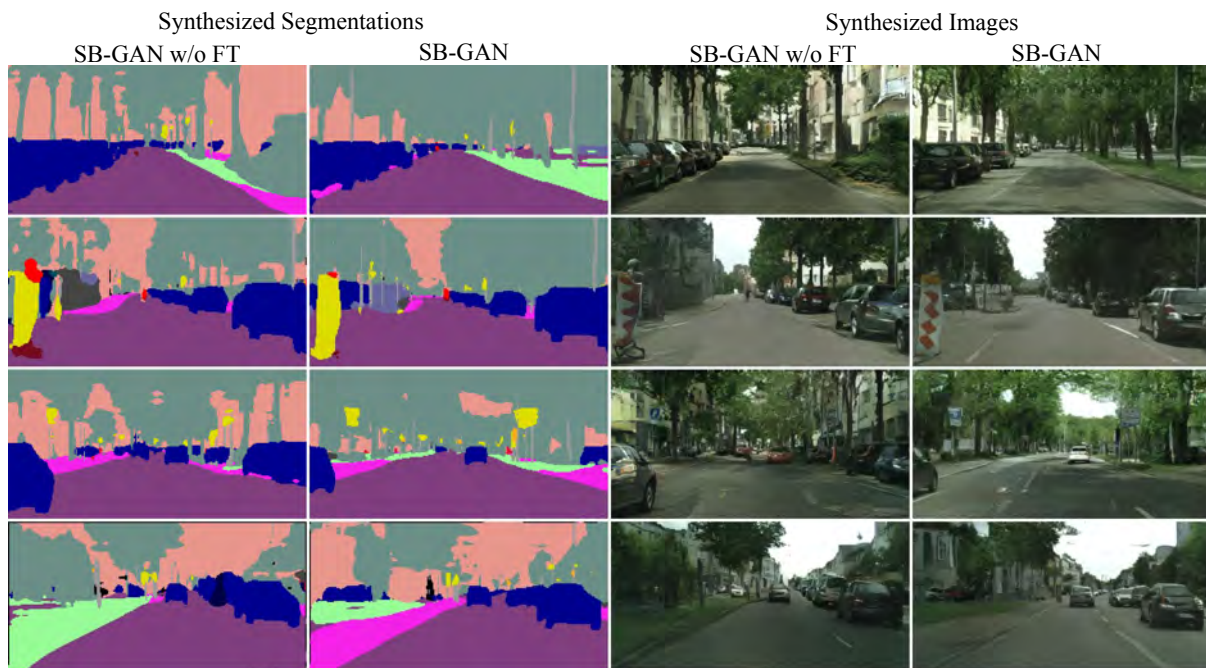 Synthesized Segmentations Synthesized Images
SB-GAN w/o FT SB-GAN SB-GAN w/o FT SB-GAN